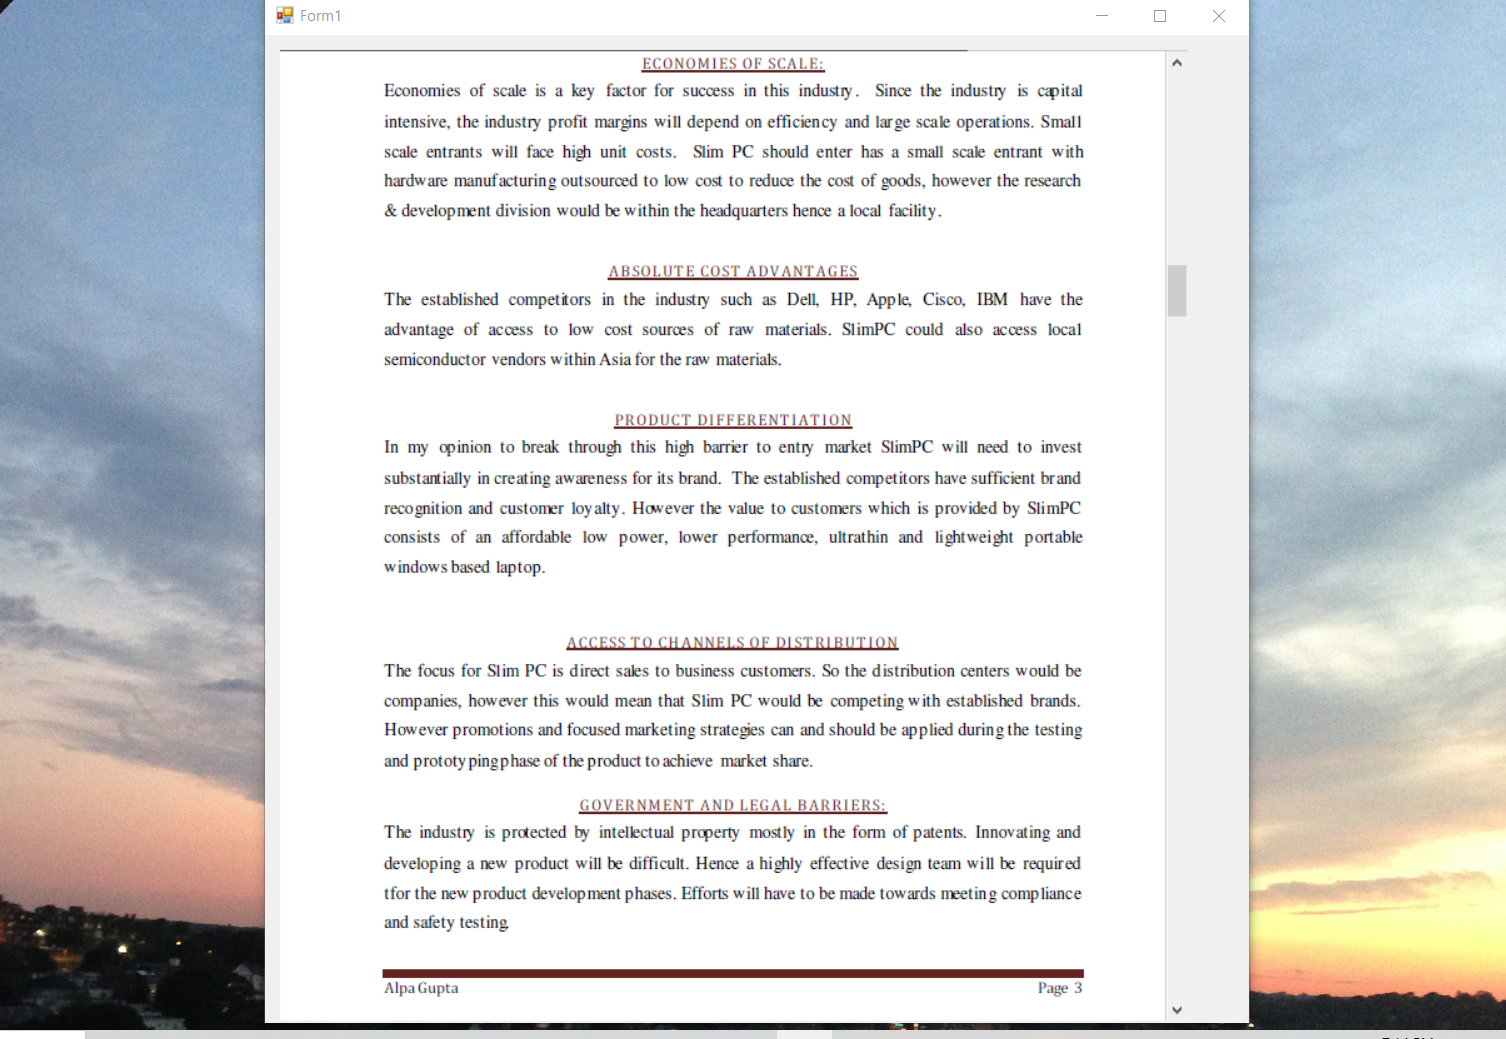 Form1
ECONOMIES OF SCALE:
Economies of scale is a key factor for success in this industry. Since the industry is capital
intensive, the industry profit margins will depend on efficiency and large scale operations. Small
scale entrants will face high unit costs. Slim PC should enter has a small scale entrant with
hardware manufacturing outsourced to low cost to reduce the cost of goods, however the research
& development division would be within the headquarters hence a local facility.
ABSOLUTE COST ADVANTAGES
The established competitors in the industry such as Dell, HP, Apple, Cisco, IBM have the
advantage of access to low cost sources of raw materials. SlimPC could also access local
semiconductor vendors within Asia for the raw materials.
PRODUCT DIFFERENTIATION
In my opinion to break through this high barrier to entry market SlimPC will need to invest
substantially in creating awareness for its brand. The established competitors have sufficient brand
recognition and customer loyalty. However the value to customers which is provided by SlimPC
consists of an affordable low power, lower performance, ultrathin and lightweight portable
windows based laptop.
ACCESS TO CHANNELS OF DISTRIBUTION
The focus for Slim PC is direct sales to business customers. So the distribution centers would be
companies, however this would mean that Slim PC would be competing with established brands.
However promotions and focused marketing strategies can and should be applied during the testing
and prototyping phase of the product to achieve market share.
GOVERNMENT AND LEGAL BARRIERS:
The industry is protected by intellectual property mostly in the form of patents. Innovating and
developing a new product will be difficult. Hence a highly effective design team will be required
tfor the new product development phases. Efforts will have to be made towards meeting compliance
and safety testing.
Alpa Gupta Page 3